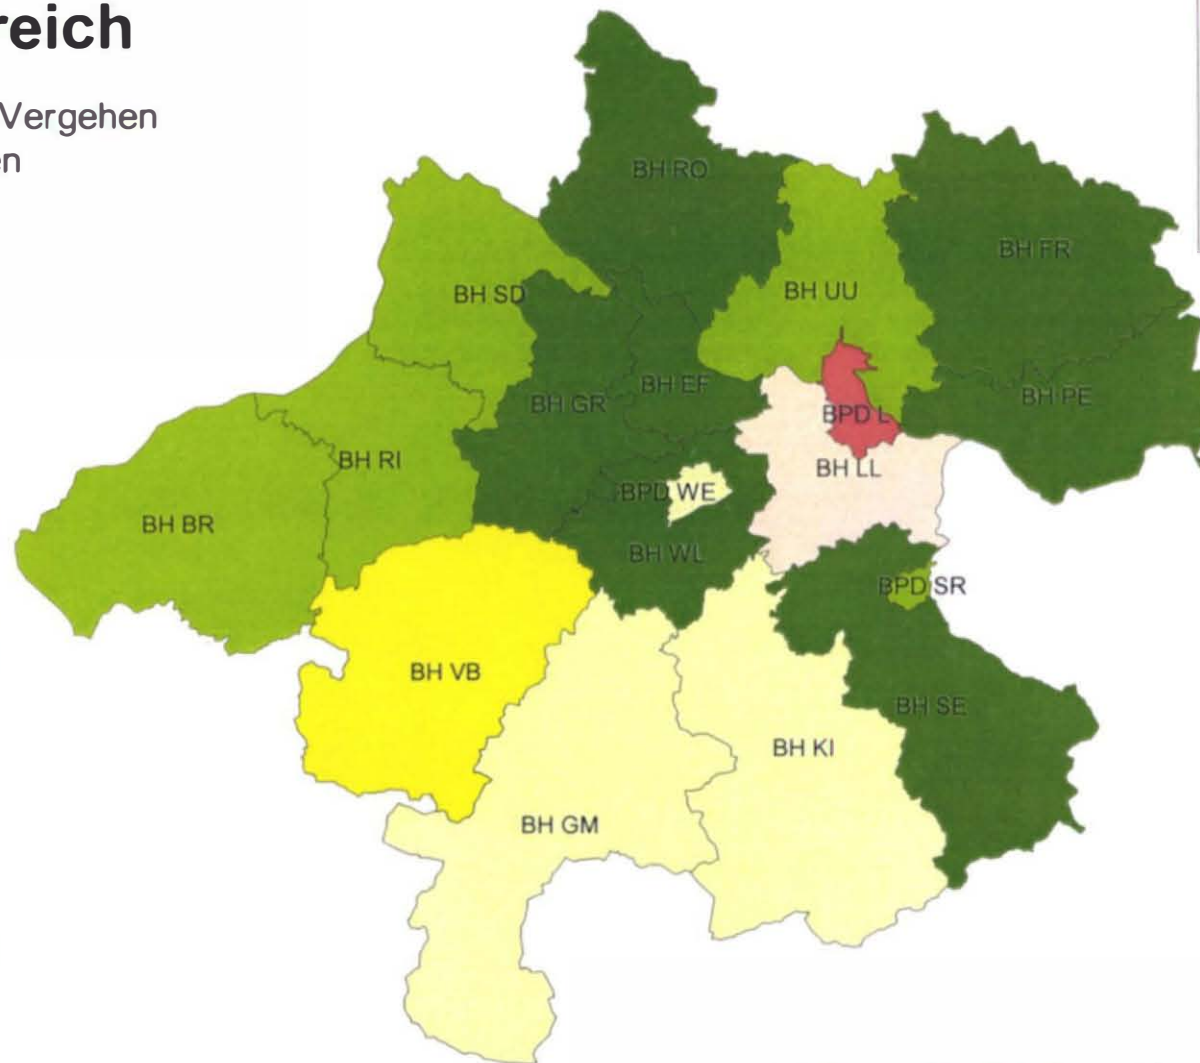 reich
Vergehen
en
BH RO
BH FR
BH SD
BH UU
BH EF
BH PE
BH GR
BPD L
BH RI
BH LL
BPD WE
BH BR
BH WL
BPD SR
BH VB
BH SE
BH KI
BH GM